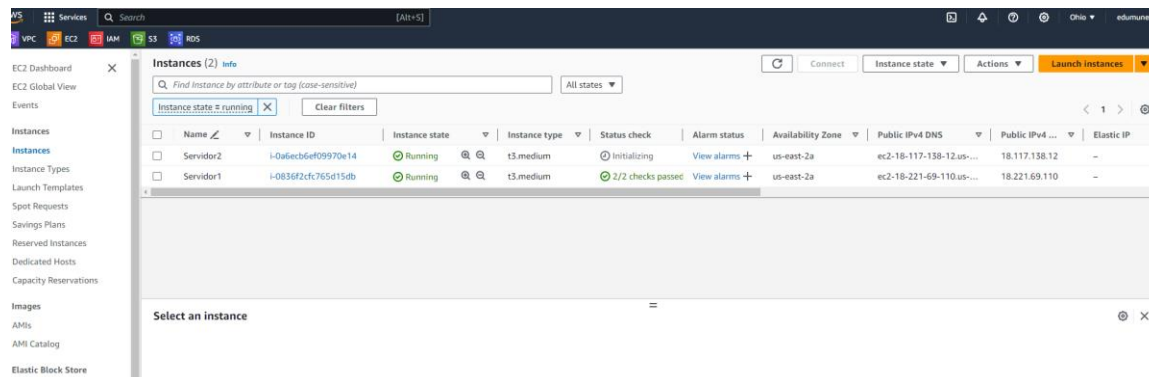 WS Services Search [Alt+S] Ohio edumune
VPC EC2 IAM S3 RDS
EC2 Dashboard
EC2 Global View
Events
Instances
Instances
Instance Types
Launch Templates
Spot Requests
Savings Plans
Reserved Instances
Dedicated Hosts
Capacity Reservations
Images
AMIs
AMI Catalog
Elastic Block Store
Instances (2) Info Connect Instance state Actions Launch instances
Find Instance by attribute or tag (case-sensitive) All states
Instance state = running Clear filters 1
Name Instance ID Instance state Instance type Status check Alarm status Availability Zone Public IPv4 DNS Public IPv4 ... Elastic IP
Servidor2 i-0a6ecb6ef09970e14 Running t3.medium Initializing View alarms + us-east-2a ec2-18-117-138-12.us-... 18.117.138.12 –
Servidor1 i-0836f2cfc765d15db Running t3.medium 2/2 checks passed View alarms + us-east-2a ec2-18-221-69-110.us-... 18.221.69.110 –
Select an instance